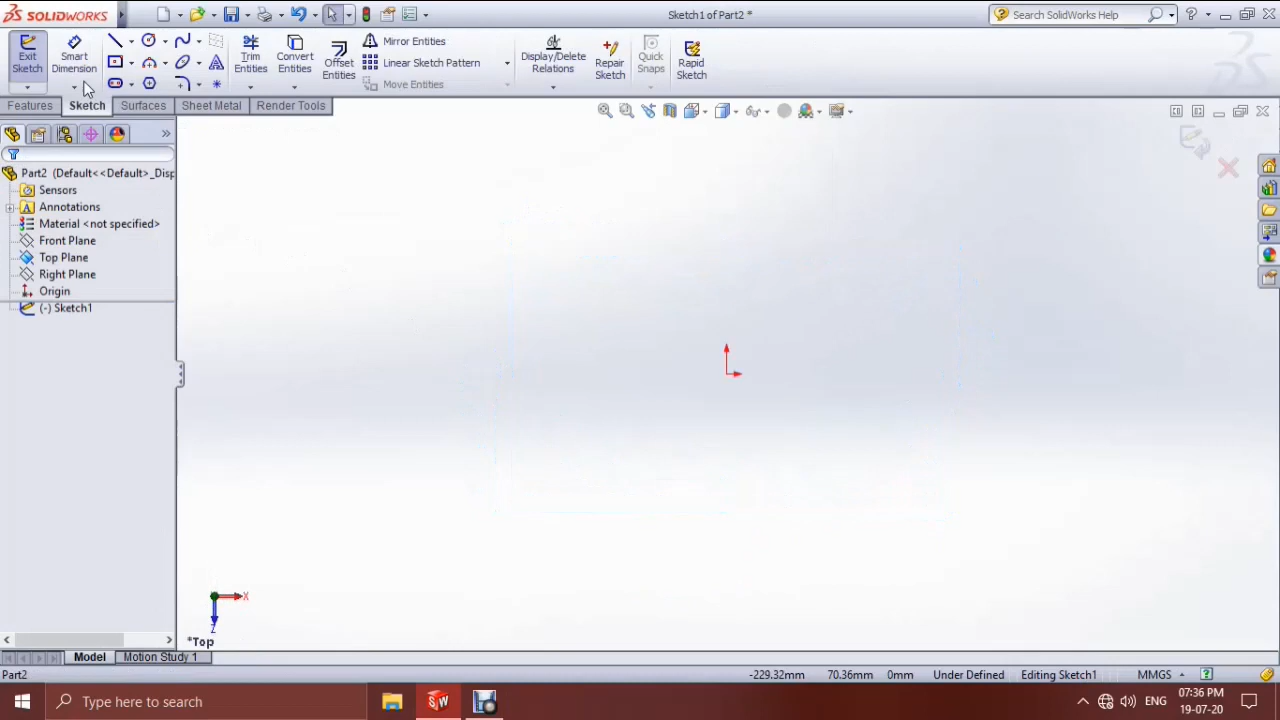 SOLIDWORKS
Sketch1 of Part2 *
Search SolidWorks Help
Exit Sketch
Smart Dimension
Trim Entities
Convert Entities
Offset Entities
Mirror Entities
Linear Sketch Pattern
Move Entities
Display/Delete Relations
Repair Sketch
Quick Snaps
Rapid Sketch
Features Sketch Surfaces Sheet Metal Render Tools
Part2 (Default<<Default>_Disp
Sensors
Annotations
Material <not specified>
Front Plane
Top Plane
Right Plane
Origin
(-) Sketch1
X
Z
*Top
Model Motion Study 1
Part2 -229.32mm 70.36mm 0mm Under Defined Editing Sketch1 MMGS
Type here to search
ENG
07:36 PM
19-07-20